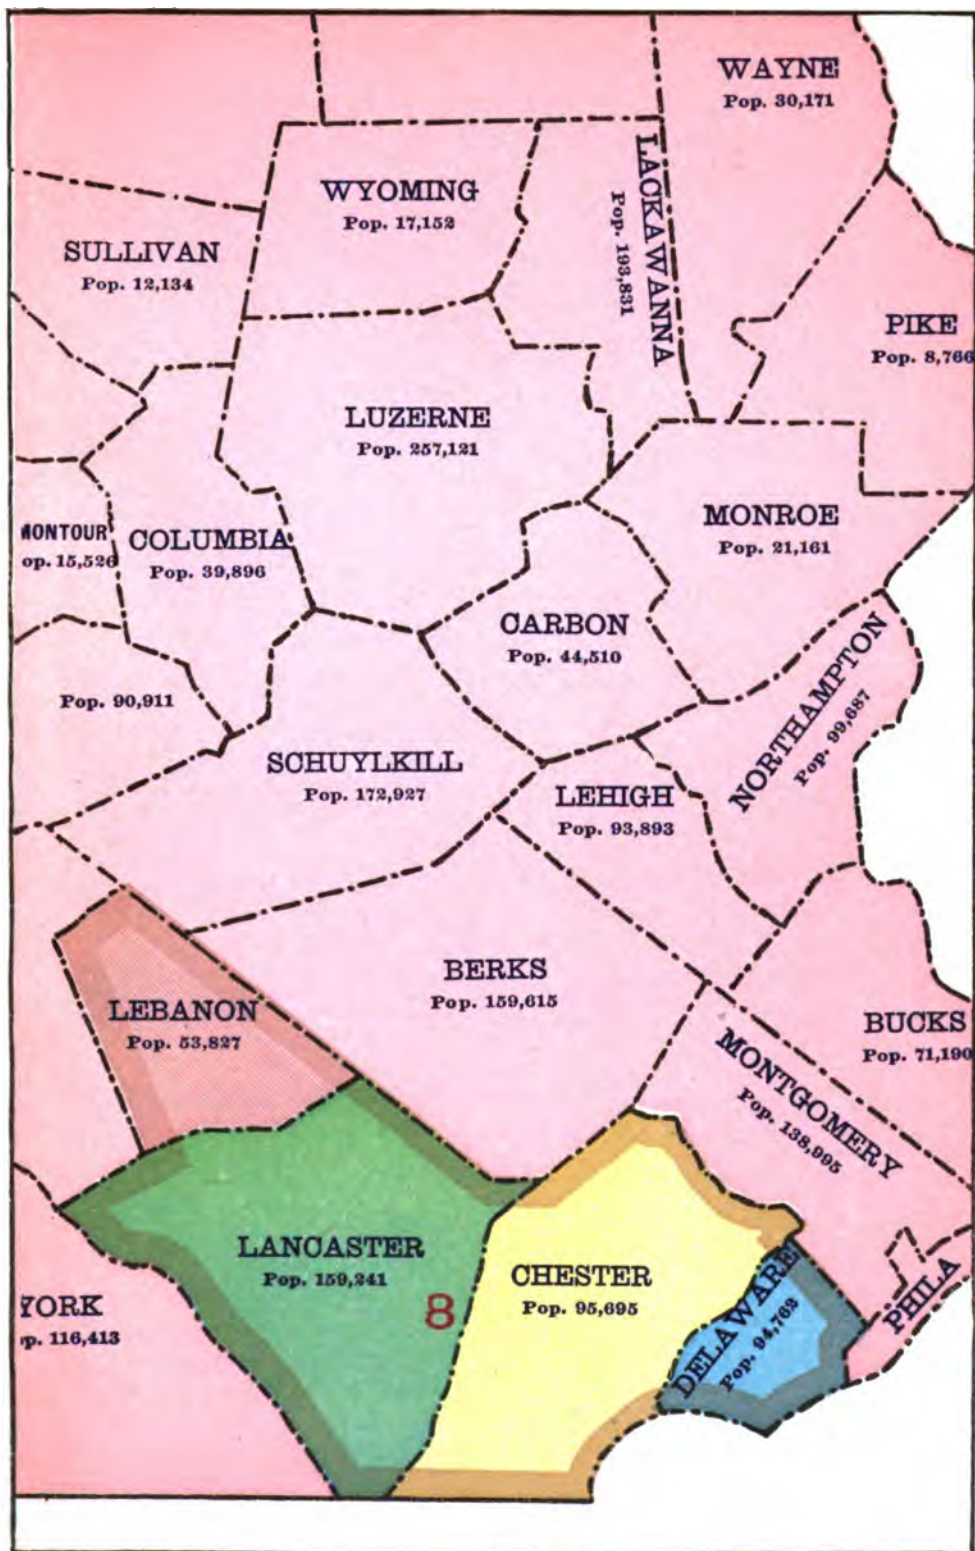 WAYNE
Pop. 30,171
LACKAWANNA
Pop. 193,831
WYOMING
Pop. 17,152
SULLIVAN
Pop. 12,134
PIKE
Pop. 8,766
LUZERNE
Pop. 257,121
MONTOUR
op. 15,526
COLUMBIA
Pop. 39,896
MONROE
Pop. 21,161
CARBON
Pop. 44,510
NORTHAMPTON
Pop. 99,687
Pop. 90,911
SCHUYLKILL
Pop. 172,927
LEHIGH
Pop. 93,893
BERKS
Pop. 159,615
LEBANON
Pop. 53,827
BUCKS
Pop. 71,190
MONTGOMERY
Pop. 138,995
LANCASTER
Pop. 159,241
8
CHESTER
Pop. 95,695
DELAWARE
Pop. 94,762
PHILA
YORK
op. 116,413